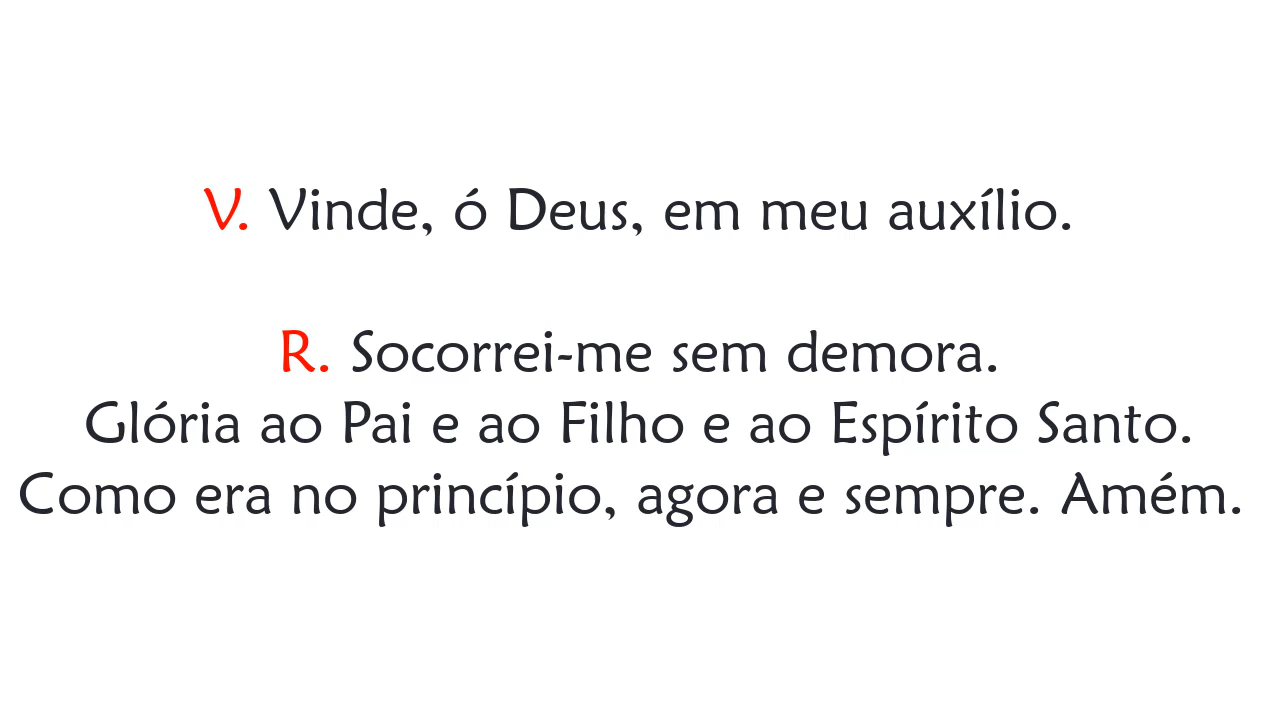 V. Vinde, ó Deus, em meu auxílio.
R. Socorrei-me sem demora.
Glória ao Pai e ao Filho e ao Espírito Santo.
Como era no princípio, agora e sempre. Amém.